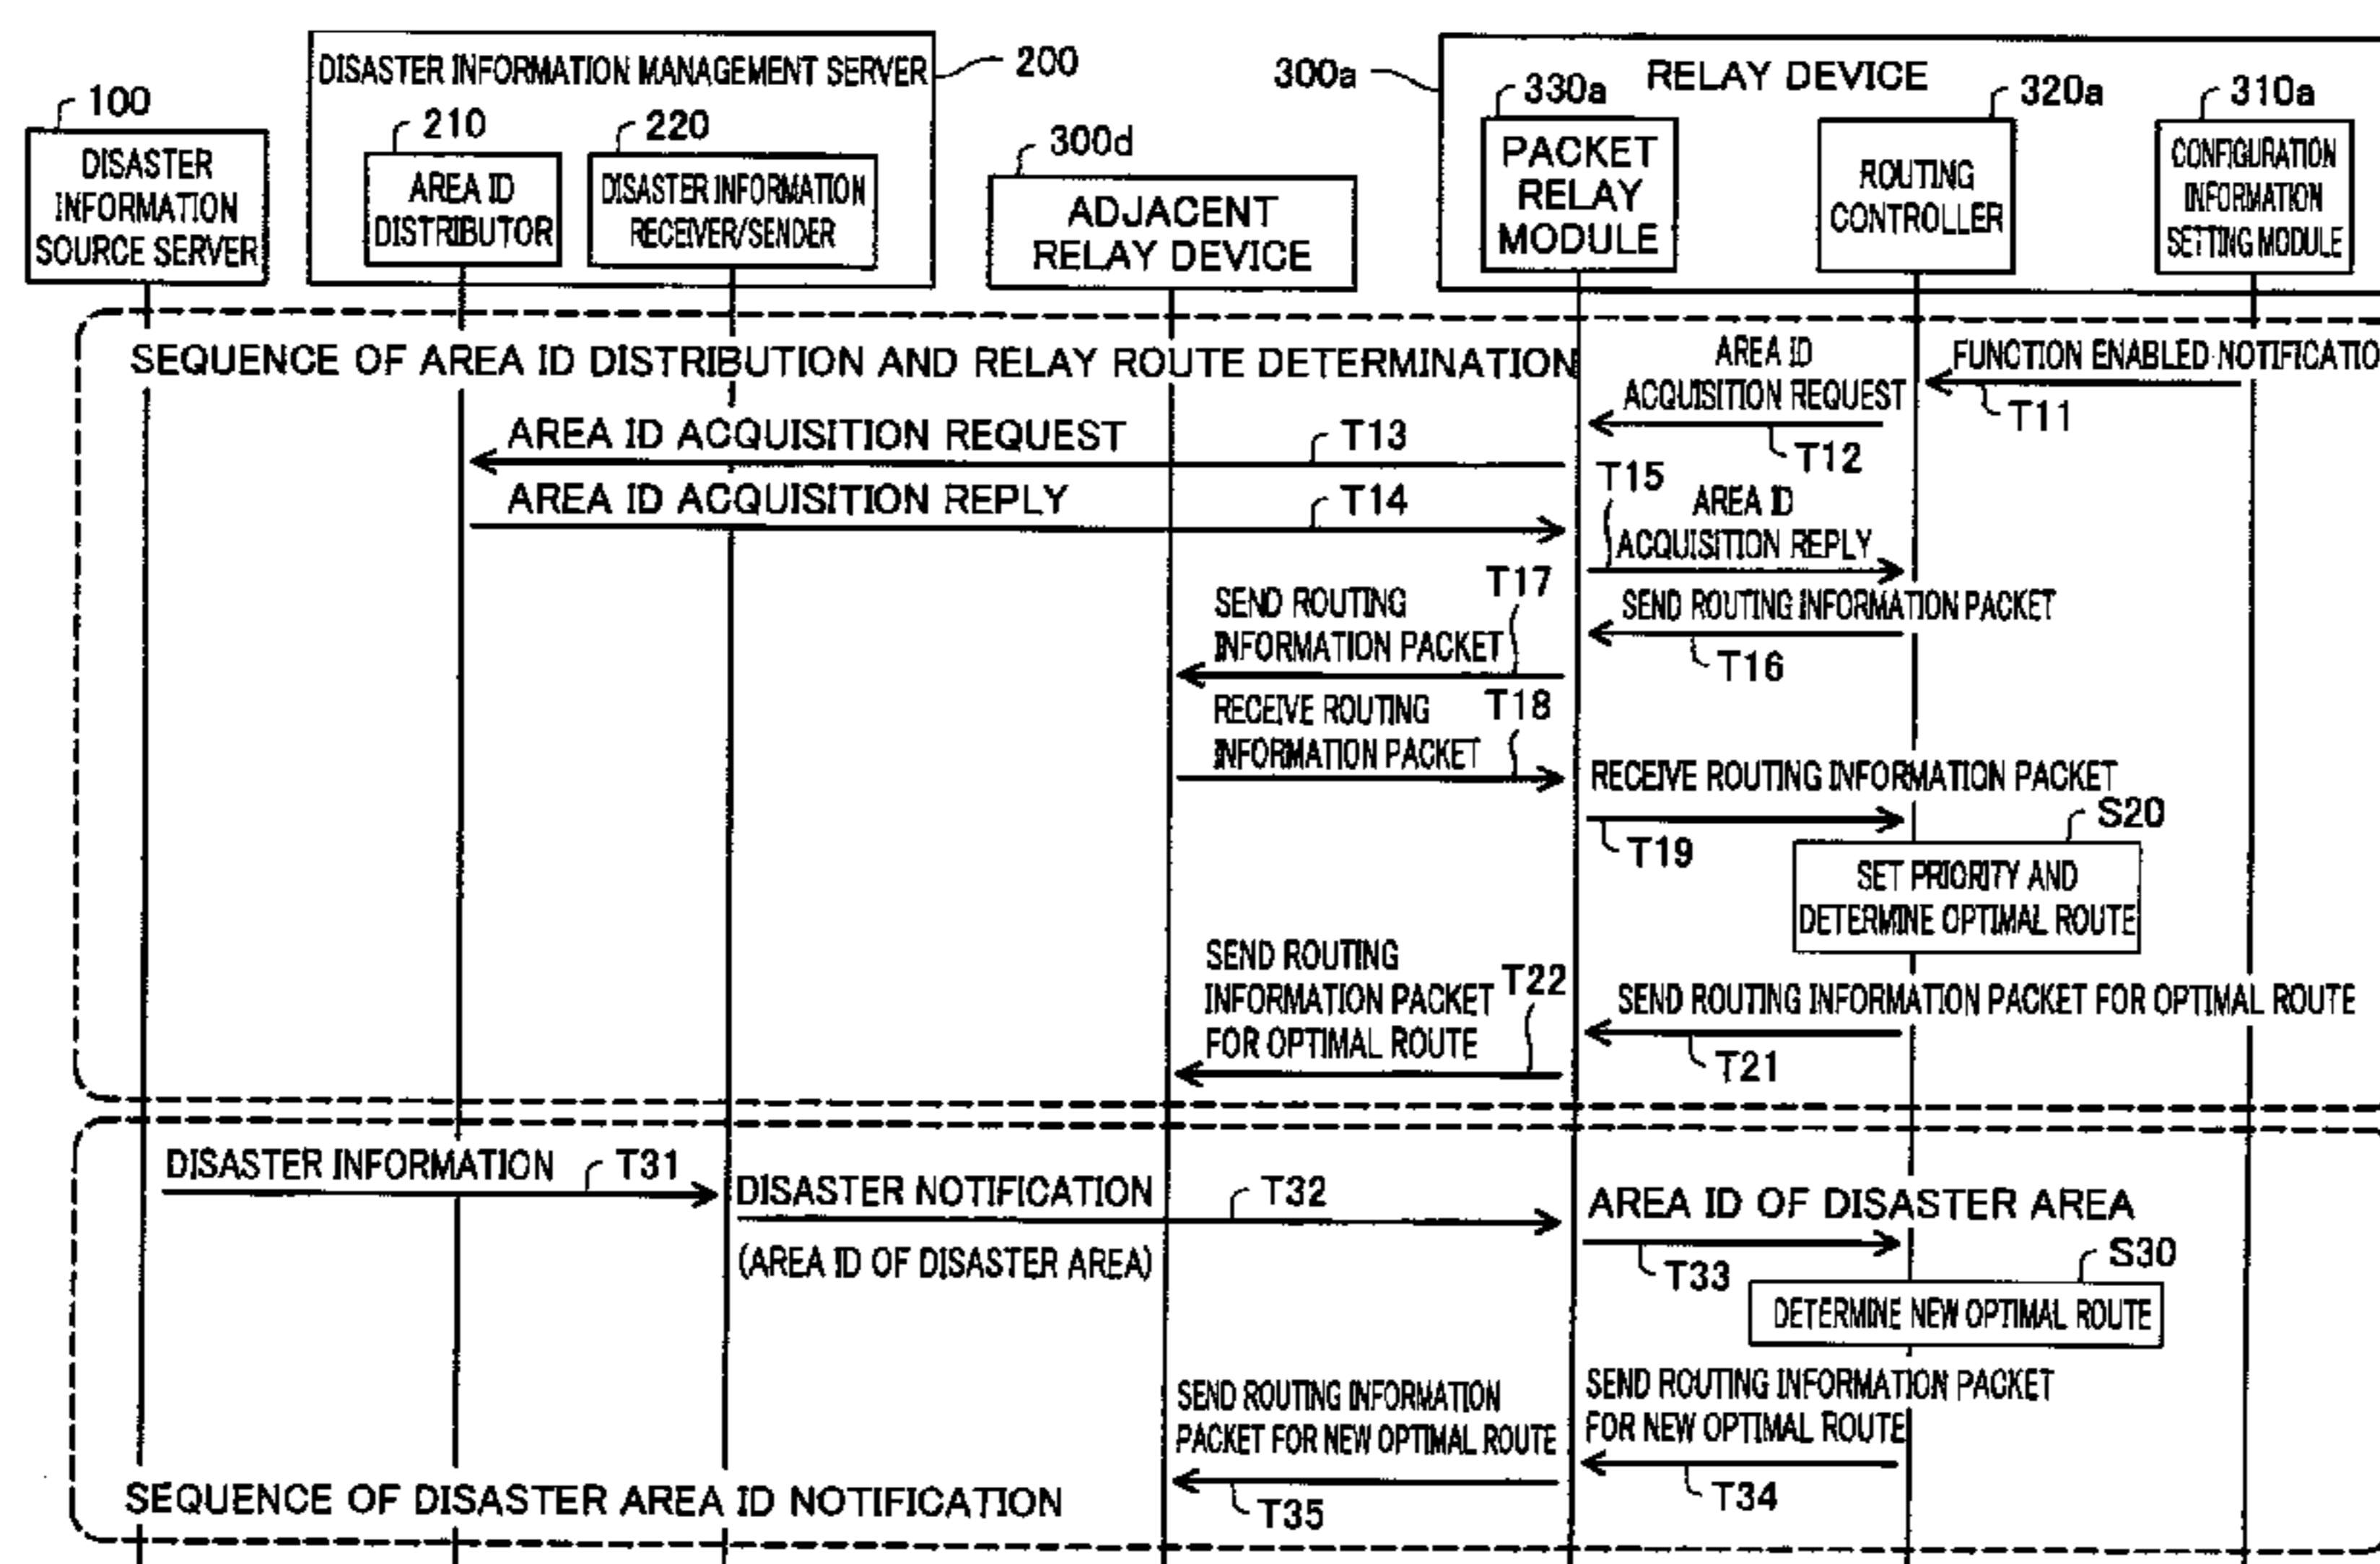 DISASTER INFORMATION MANAGEMENT SERVER
200
300a
RELAY DEVICE
100
210
220
300d
330a
320a
310a
DISASTER
INFORMATION
SOURCE SERVER
AREA ID
DISTRIBUTOR
DISASTER INFORMATION
RECEIVER/SENDER
ADJACENT
RELAY DEVICE
PACKET
RELAY
MODULE
ROUTING
CONTROLLER
CONFIGURATION
INFORMATION
SETTING MODULE
SEQUENCE OF AREA ID DISTRIBUTION AND RELAY ROUTE DETERMINATION
AREA ID
ACQUISITION REQUEST
FUNCTION ENABLED NOTIFICATIO
T11
T12
AREA ID ACQUISITION REQUEST
T13
AREA ID ACQUISITION REPLY
T14
T15
AREA ID
ACQUISITION REPLY
SEND ROUTING
INFORMATION PACKET
T17
SEND ROUTING INFORMATION PACKET
T16
RECEIVE ROUTING
INFORMATION PACKET
T18
RECEIVE ROUTING INFORMATION PACKET
T19
S20
SET PRIORITY AND
DETERMINE OPTIMAL ROUTE
SEND ROUTING
INFORMATION PACKET
FOR OPTIMAL ROUTE
T22
SEND ROUTING INFORMATION PACKET FOR OPTIMAL ROUTE
T21
DISASTER INFORMATION
T31
DISASTER NOTIFICATION
(AREA ID OF DISASTER AREA)
T32
AREA ID OF DISASTER AREA
T33
S30
DETERMINE NEW OPTIMAL ROUTE
SEND ROUTING INFORMATION
PACKET FOR NEW OPTIMAL ROUTE
SEND ROUTING INFORMATION PACKET
FOR NEW OPTIMAL ROUTE
T34
T35
SEQUENCE OF DISASTER AREA ID NOTIFICATION